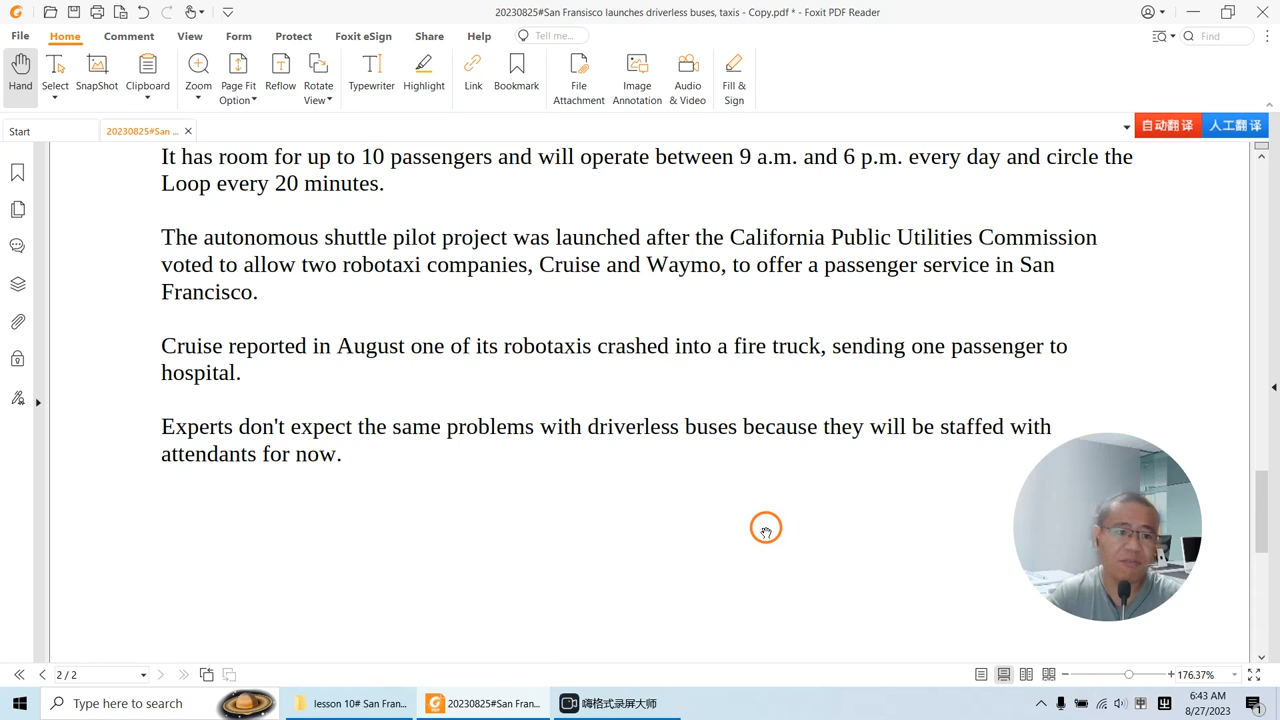 20230825#San Fransisco launches driverless buses, taxis - Copy.pdf * - Foxit PDF Reader
File Home Comment View Form Protect Foxit eSign Share Help Tell me... Find
Hand Select SnapShot Clipboard Zoom Page Fit Option Reflow Rotate View Typewriter Highlight Link Bookmark File Attachment Image Annotation Audio & Video Fill & Sign
Start 20230825#San ... 自动翻译 人工翻译
It has room for up to 10 passengers and will operate between 9 a.m. and 6 p.m. every day and circle the
Loop every 20 minutes.
The autonomous shuttle pilot project was launched after the California Public Utilities Commission
voted to allow two robotaxi companies, Cruise and Waymo, to offer a passenger service in San
Francisco.
Cruise reported in August one of its robotaxis crashed into a fire truck, sending one passenger to
hospital.
Experts don't expect the same problems with driverless buses because they will be staffed with
attendants for now.
2 / 2 176.37%
Type here to search lesson 10# San Fran... 20230825#San Fran... 嗨格式录屏大师 6:43 AM
8/27/2023